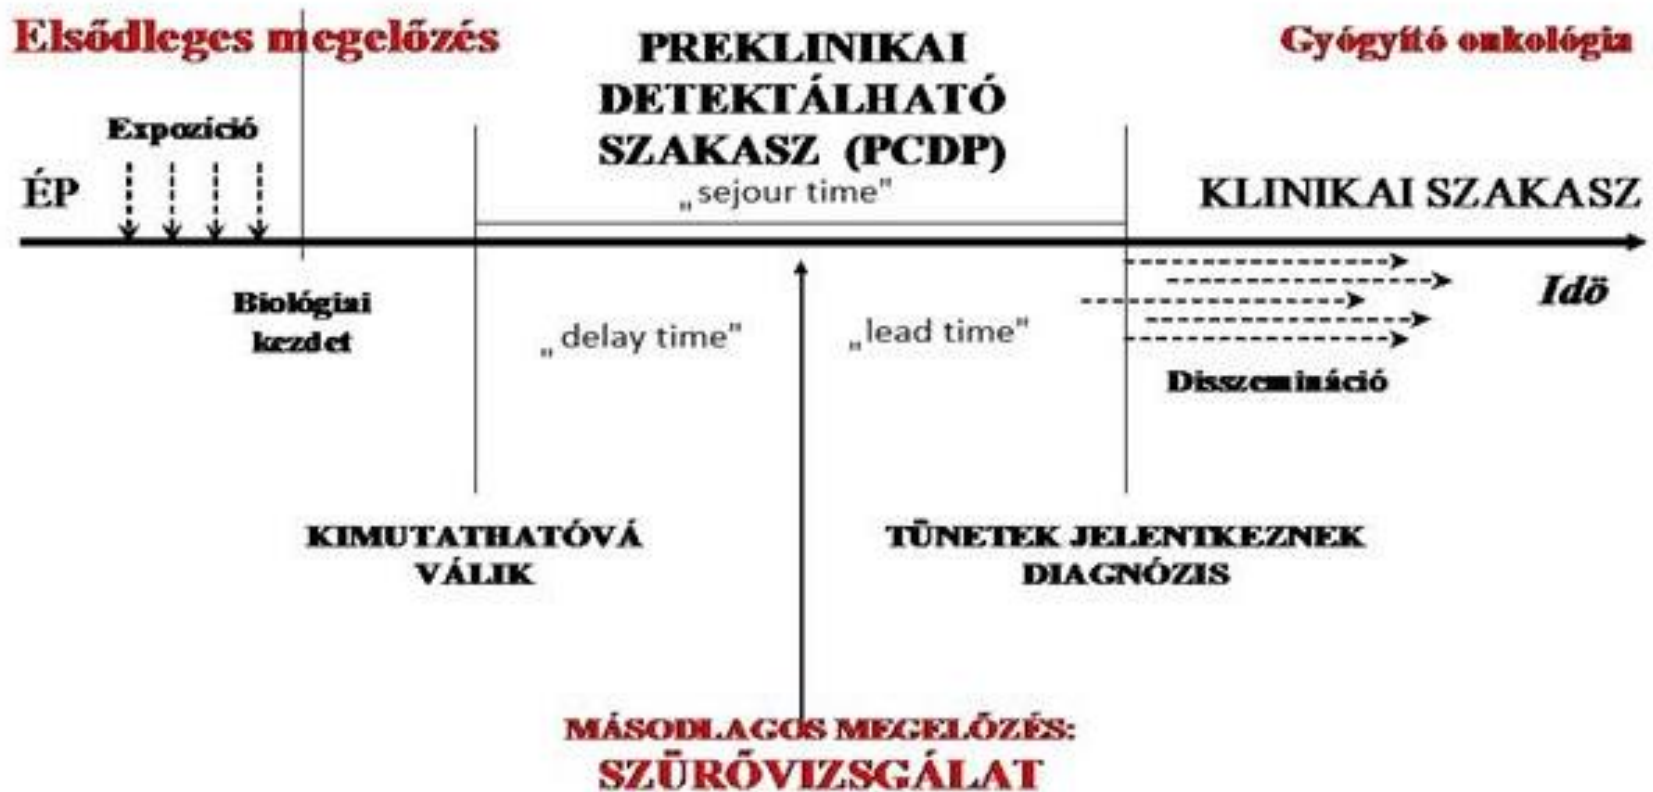 Elsődleges megelőzés
PREKLINIKAI
DETEKTÁLHATÓ
SZAKASZ (PCDP)
Gyógyító onkológia
Expozíció
ÉP
„sejour time"
KLINIKAI SZAKASZ
Biológiai
kezdet
„delay time"
„lead time"
Idö
Disszemináció
KIMUTATHATÓVÁ
VÁLIK
TÜNETEK JELENTKEZNEK
DIAGNÓZIS
MÁSODLAGOS MEGELŐZÉS:
SZŰRŐVIZSGÁLAT